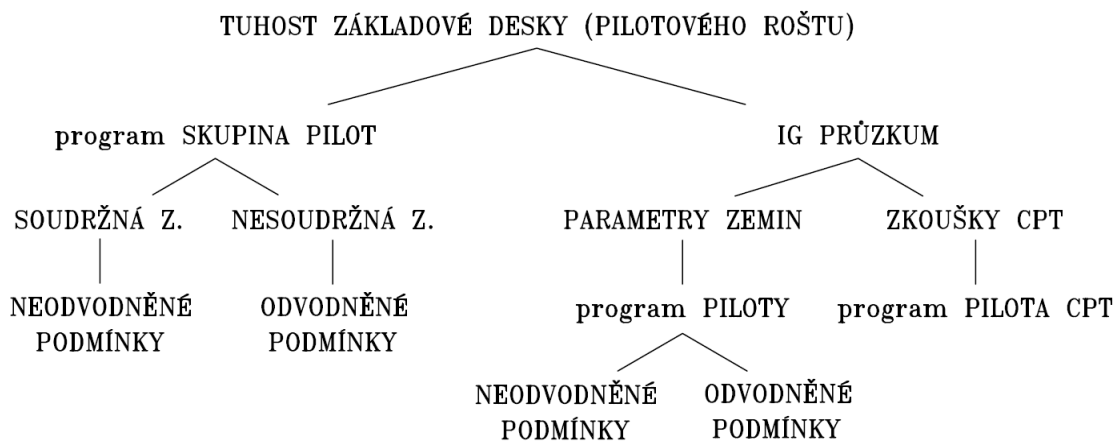 TUHOST ZÁKLADOVÉ DESKY (PILOTOVÉHO ROŠTU)
program SKUPINA PILOT
IG PRŮZKUM
SOUDRŽNÁ Z.
NESOUDRŽNÁ Z.
PARAMETRY ZEMIN
ZKOUŠKY CPT
NEODVODNĚNÉ
PODMÍNKY
ODVODNĚNÉ
PODMÍNKY
program PILOTY
program PILOTA CPT
NEODVODNĚNÉ
PODMÍNKY
ODVODNĚNÉ
PODMÍNKY